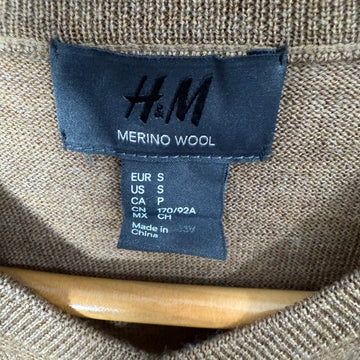 H&M
MERINO WOOL
EUR S
US S
CA P
CN 170/92A
MX CH
Made in
China